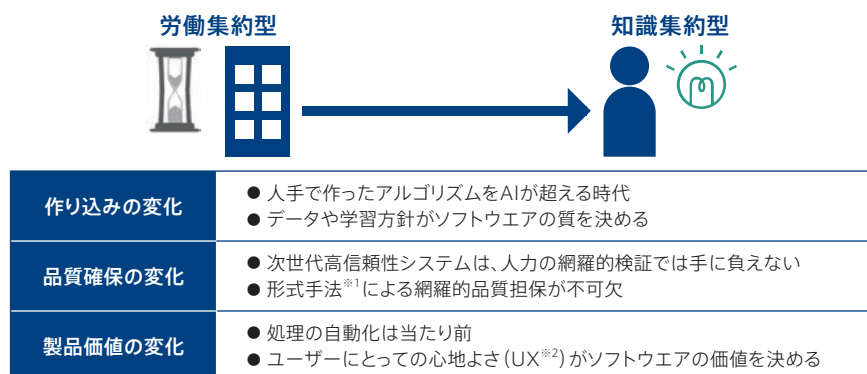 労働集約型
知識集約型
作り込みの変化
● 人手で作ったアルゴリズムをAIが超える時代
● データや学習方針がソフトウエアの質を決める
品質確保の変化
● 次世代高信頼性システムは、人力の網羅的検証では手に負えない
● 形式手法※1による網羅的品質担保が不可欠
製品価値の変化
● 処理の自動化は当たり前
● ユーザーにとっての心地よさ(UX※2)がソフトウエアの価値を決める